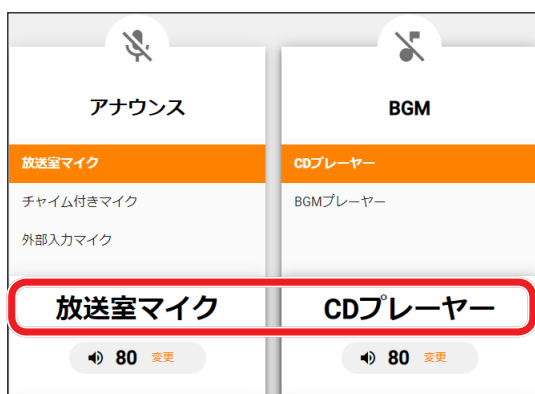 アナウンス
放送室マイク
チャイム付きマイク
外部入力マイク
放送室マイク
80 変更
BGM
CDプレーヤー
BGMプレーヤー
CDプレーヤー
80 変更